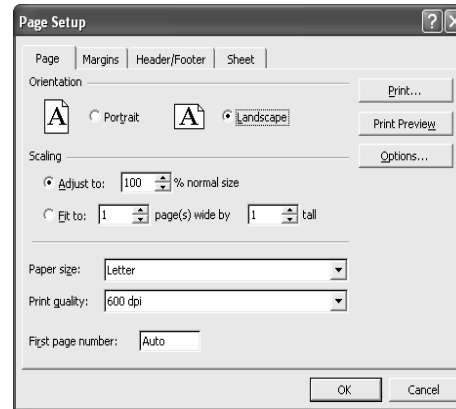 Page Setup
Page Margins Header/Footer Sheet
Orientation
A Portrait A Landscape
Print...
Print Preview
Options...
Scaling
Adjust to: 100 % normal size
Fit to: 1 page(s) wide by 1 tall
Paper size: Letter
Print quality: 600 dpi
First page number: Auto
OK Cancel